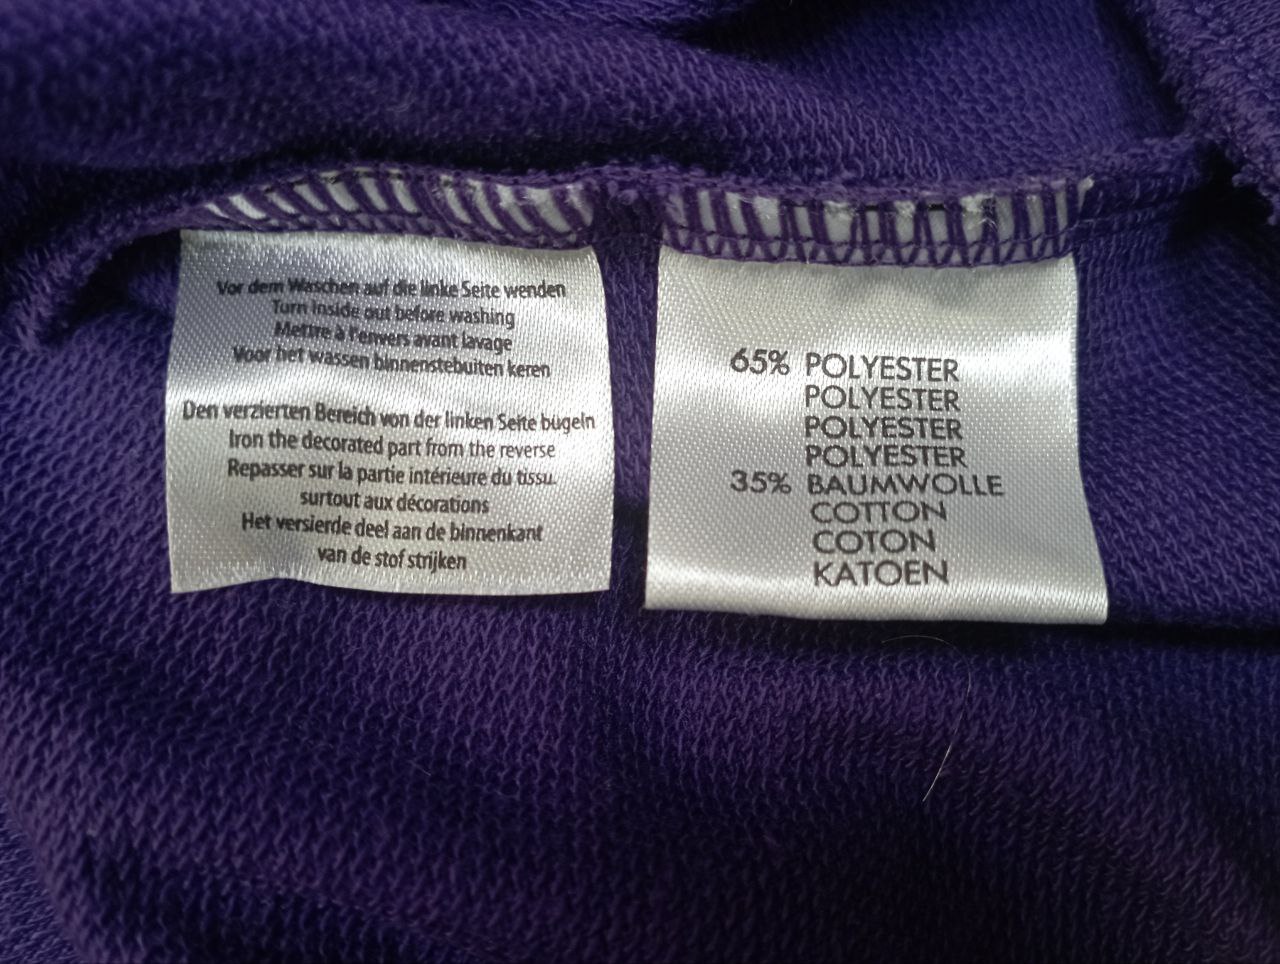 Vor dem Waschen auf die linke Seite wenden
Turn inside out before washing
Mettre à l'envers avant lavage
Voor het wassen binnenstebuiten keren
Den verzierten Bereich von der linken Seite bügeln
Iron the decorated part from the reverse
Repasser sur la partie intérieure du tissu.
surtout aux décorations
Het versierde deel aan de binnenkant
van de stof strijken
65% POLYESTER
POLYESTER
POLYESTER
POLYESTER
35% BAUMWOLLE
COTTON
COTON
KATOEN